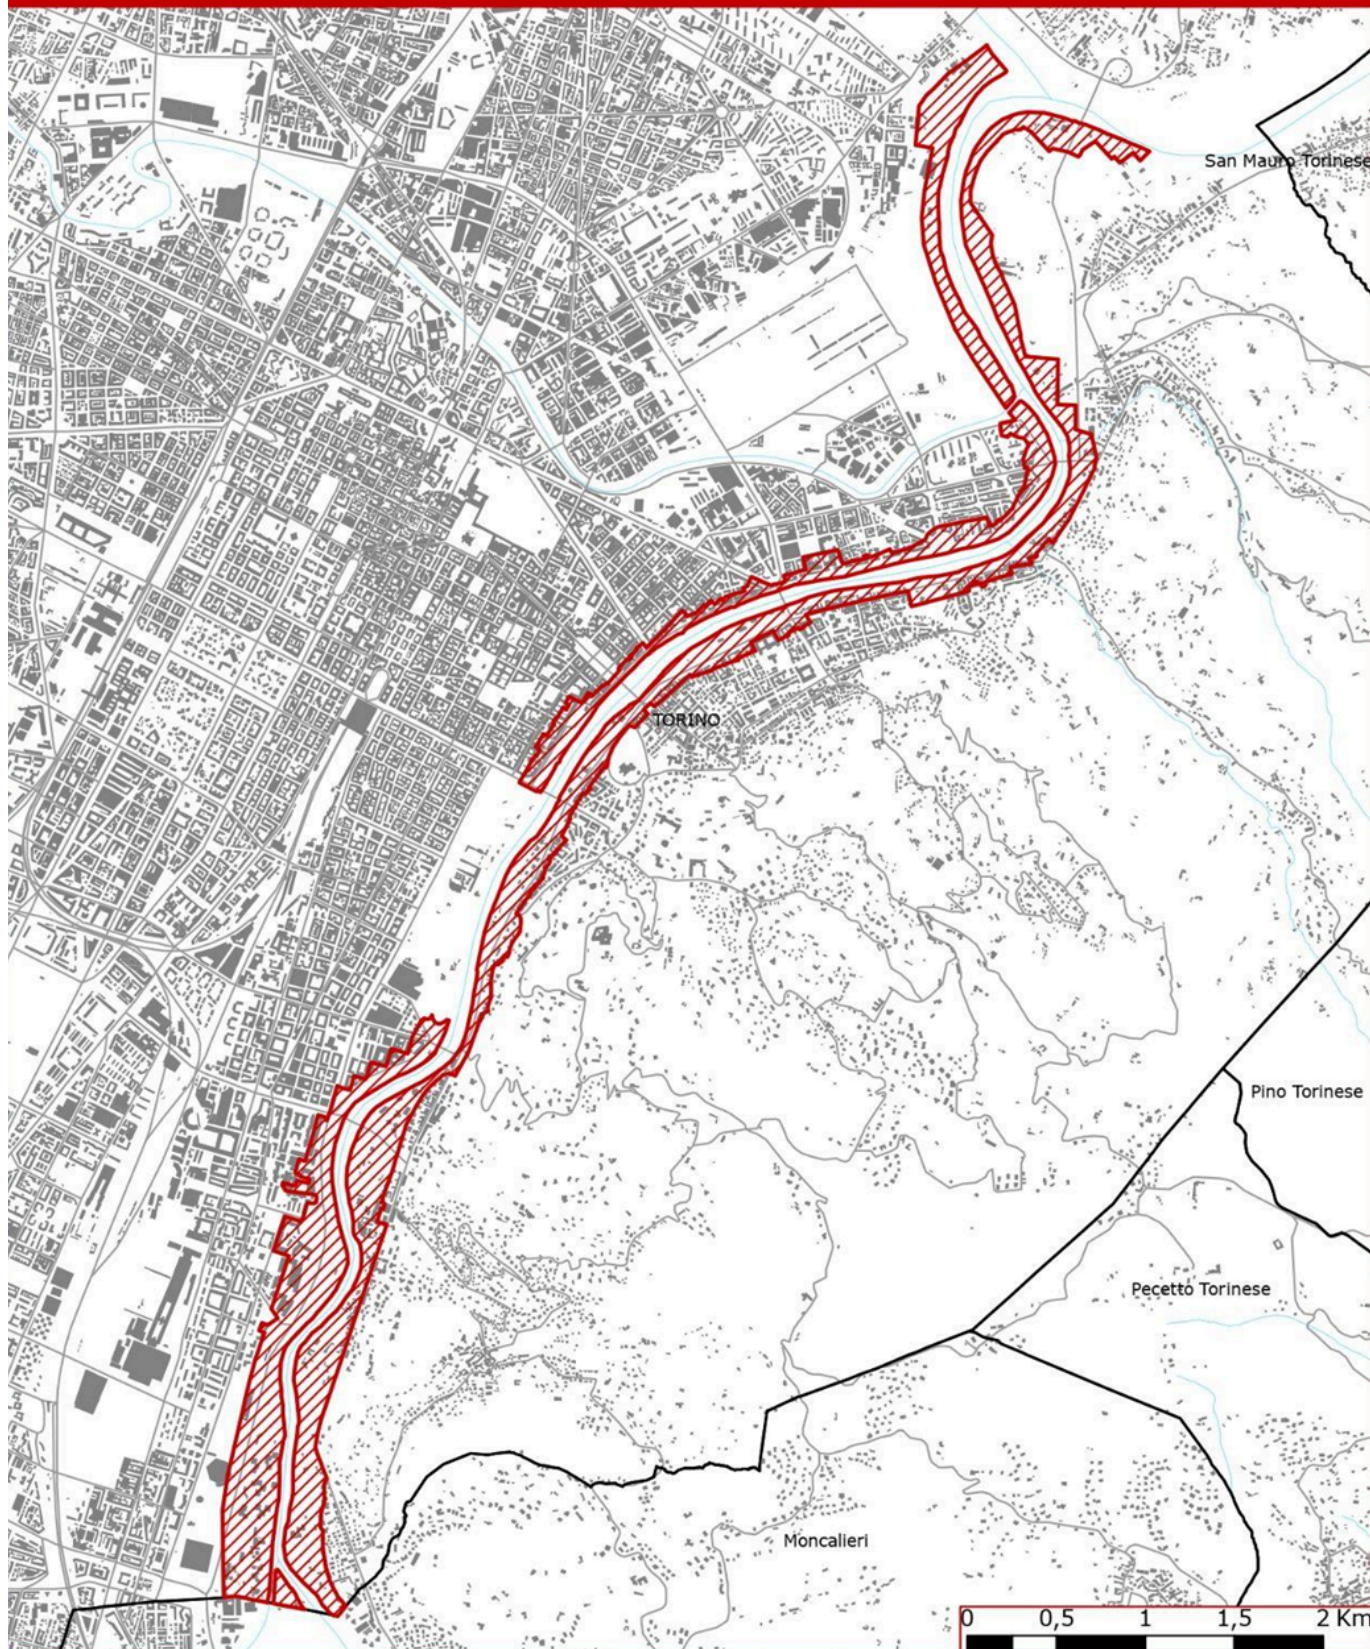 San Mauro Torinese
TORINO
Pino Torinese
Pecetto Torinese
Moncalieri
0 0,5 1 1,5 2 Km